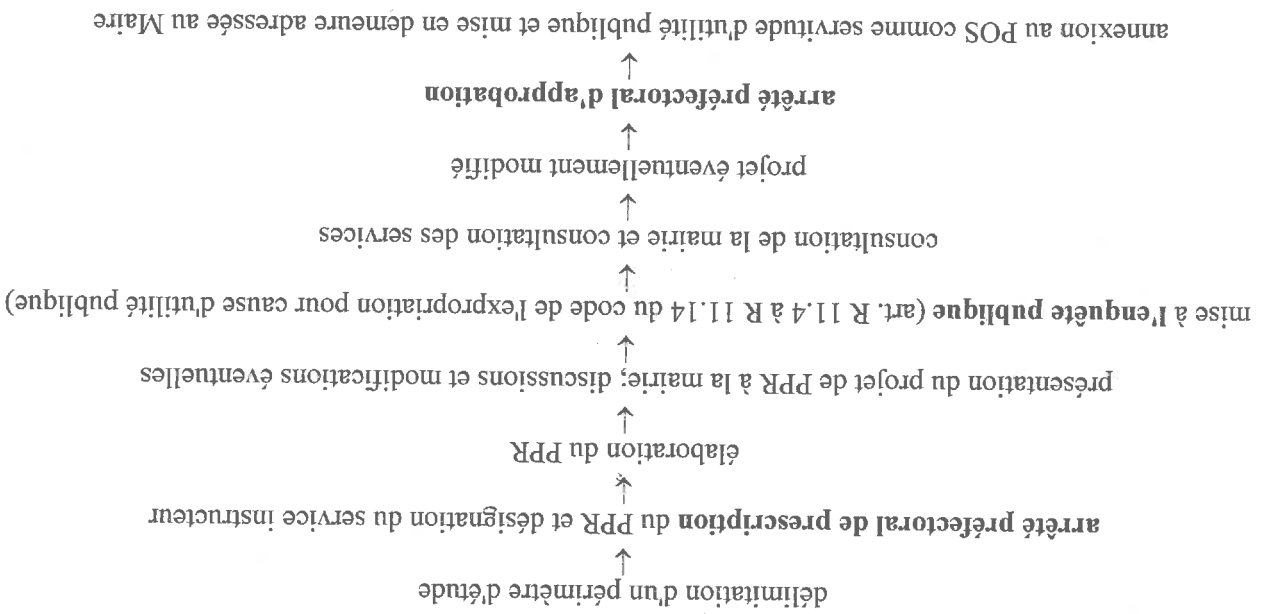 délimitation d'un périmètre d'étude
↓
arrêté préfectoral de prescription du PPR et désignation du service instructeur
↓
élaboration du PPR
↓
présentation du projet de PPR à la mairie; discussions et modifications éventuelles
↓
mise à l'enquête publique (art. R 11.4 à R 11.14 du code de l'expropriation pour cause d'utilité publique)
↓
consultation de la mairie et consultation des services
↓
projet éventuellement modifié
↓
arrêté préfectoral d'approbation
↓
annexion au POS comme servitude d'utilité publique et mise en demeure adressée au Maire